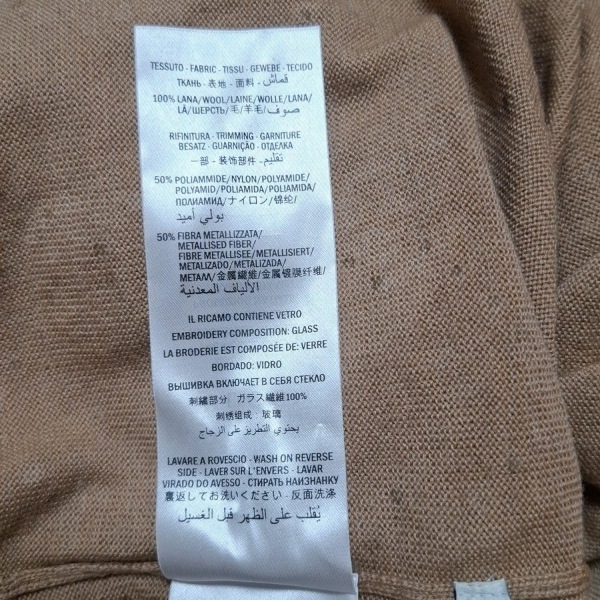 TESSUTO - FABRIC - TISSU - GEWEBE - TECIDO
ТКАНЬ - 表地 - 面料 - قماش
100% LANA/WOOL/LAINE/WOLLE/LANA/
LÃ/ШЕРСТЬ/毛/羊毛/صوف
RIFINITURA - TRIMMING - GARNITURE
BESATZ - GUARNIÇÃO - ОТДЕЛКА
一部 - 装饰部件 - تقليم
50% POLIAMMIDE/NYLON/POLYAMIDE/
POLYAMID/POLIAMIDA/POLIAMIDA/
ПОЛИАМИД/ナイロン/锦纶/
بولي أميد
50% FIBRA METALLIZZATA/
METALLISED FIBER/
FIBRE METALLISEE/METALLISIERT/
METALIZADO/METALIZADA/
МЕТАЛЛ/金属繊維/金属镀膜纤维/
الألياف المعدنية
IL RICAMO CONTIENE VETRO
EMBROIDERY COMPOSITION: GLASS
LA BRODERIE EST COMPOSÉE DE: VERRE
BORDADO: VIDRO
ВЫШИВКА ВКЛЮЧАЕТ В СЕБЯ СТЕКЛО
刺繍部分 ガラス繊維100%
刺绣组成 : 玻璃
يحتوي التطريز على الزجاج
LAVARE A ROVESCIO - WASH ON REVERSE
SIDE - LAVER SUR L'ENVERS - LAVAR
VIRADO DO AVESSO - СТИРАТЬ НАИЗНАНКУ
裏返してお洗いください - 反面洗涤
يُقلب على الظهر قبل الغسيل